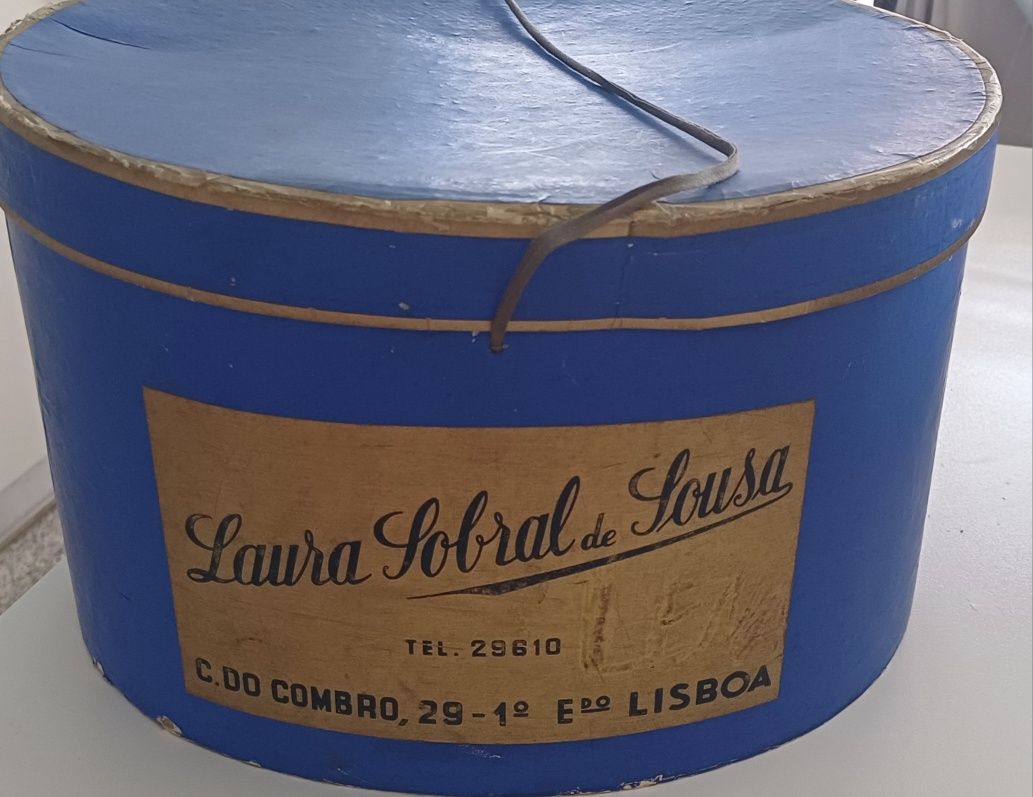 Laura Sobral de Sousa
TEL. 29610
C. DO COMBRO, 29-1º Eᴰᴼ LISBOA